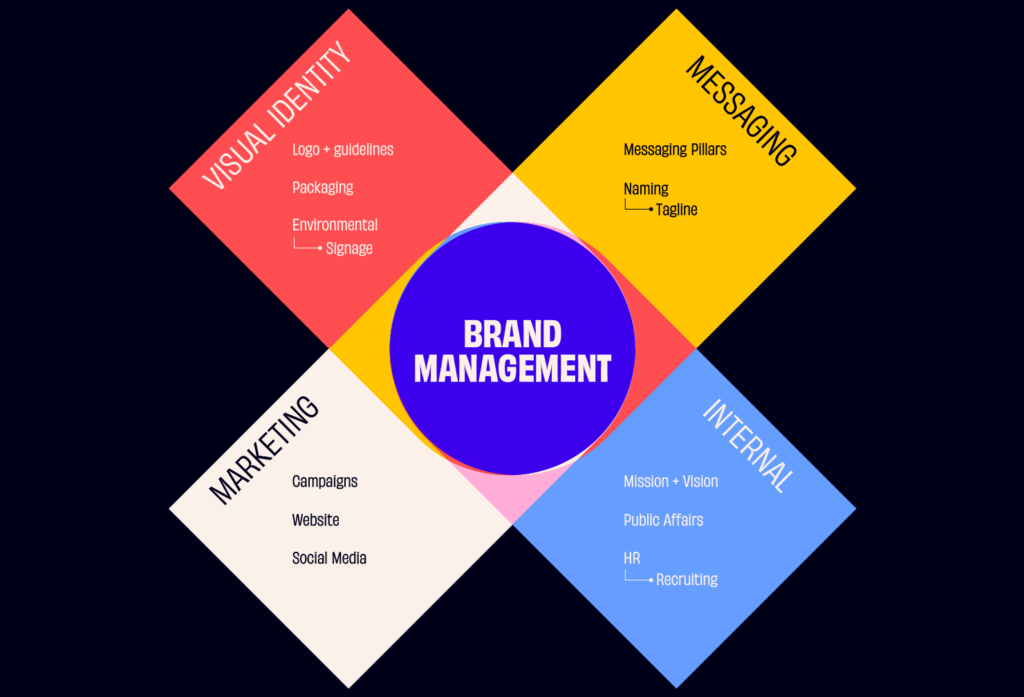 VISUAL IDENTITY
Logo + guidelines
Packaging
Environmental
Signage
MESSAGING
Messaging Pillars
Naming
Tagline
BRAND
MANAGEMENT
MARKETING
Campaigns
Website
Social Media
INTERNAL
Mission + Vision
Public Affairs
HR
Recruiting